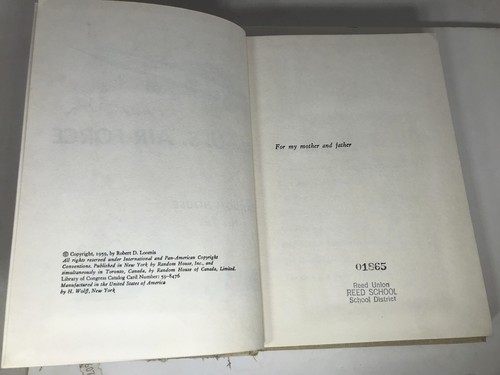 © Copyright, 1959, by Robert D. Loomis
All rights reserved under International and Pan-American Copyright
Conventions. Published in New York by Random House, Inc., and
simultaneously in Toronto, Canada, by Random House of Canada, Limited.
Library of Congress Catalog Card Number: 59-8476
Manufactured in the United States of America
by H. Wolff, New York
For my mother and father
01865
Reed Union
REED SCHOOL
School District